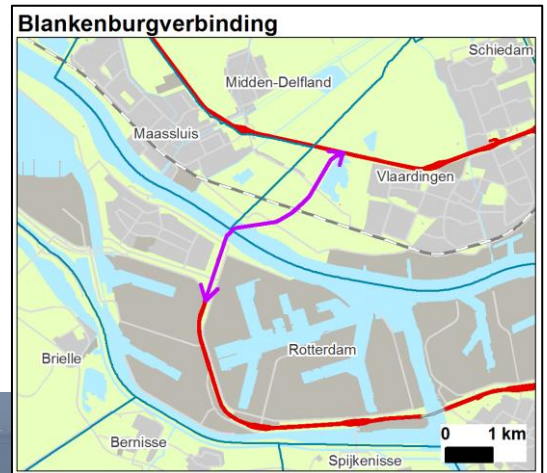 Blankenburgverbinding
Schiedam
Midden-Delfland
Maassluis
Vlaardingen
Rotterdam
Brielle
Bernisse
Spijkenisse
0 1 km